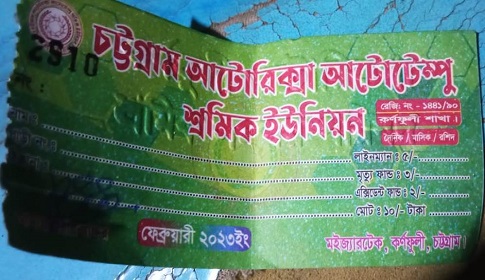 2910
চট্টগ্রাম আটোরিক্সা আটোটেম্পু
শ্রমিক ইউনিয়ন
রেজি: নং - ১৪৪১/৯০
কর্ণফুলী শাখা।
দৈনিক / মাসিক / রশিদ
লাইনম্যান : ৫/-
মৃত্যু ফান্ড : ৩/-
এক্সিডেন্ট ফান্ড : ২/-
মোট : ১০/- টাকা
ফেব্রুয়ারী ২০২৩ইং
মইজ্যারটেক, কর্ণফুলী, চট্টগ্রাম।